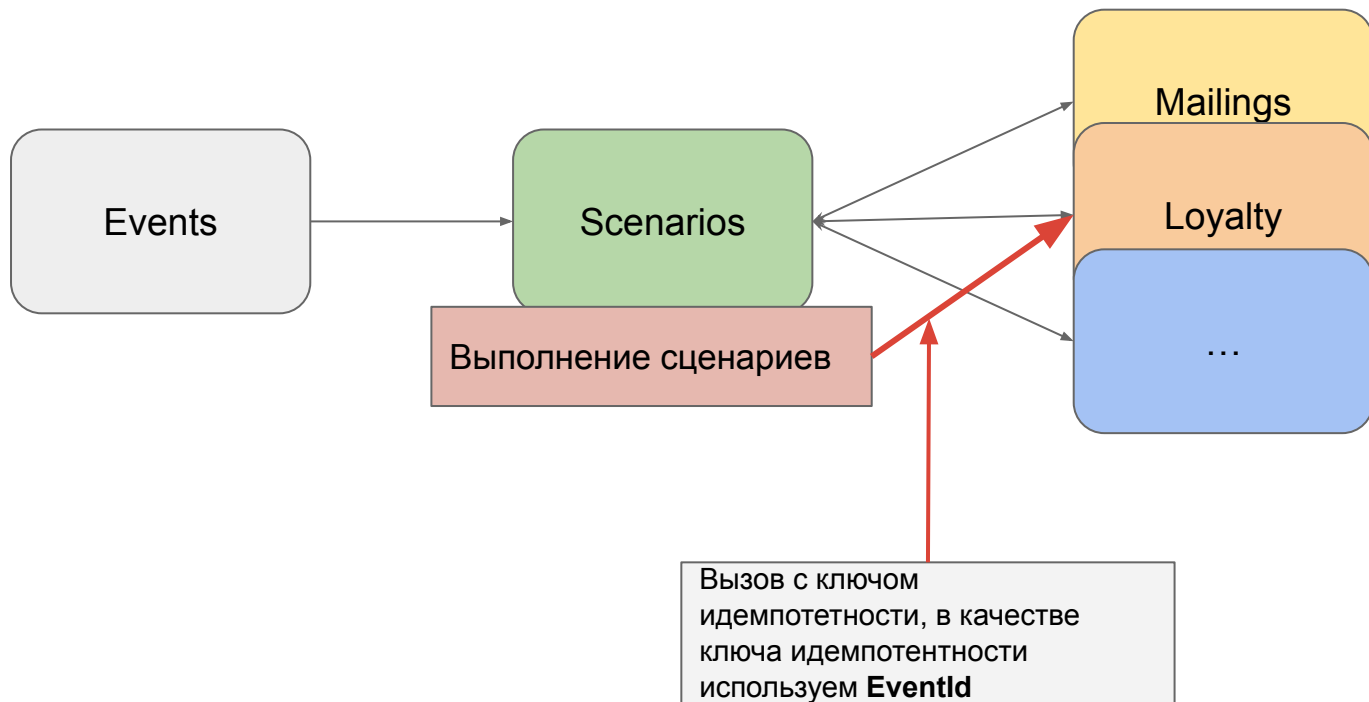 Events
Scenarios
Mailings
Loyalty
...
Выполнение сценариев
Вызов с ключом
идемпотетности, в качестве
ключа идемпотентности
используем EventId